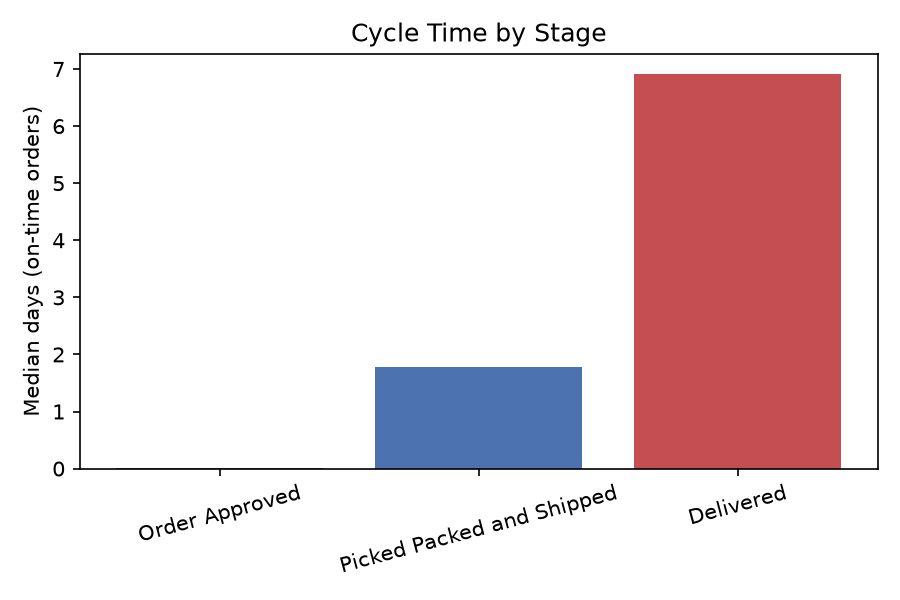 Cycle Time by Stage
Median days (on-time orders)
7
6
5
4
3
2
1
0
Order Approved
Picked Packed and Shipped
Delivered